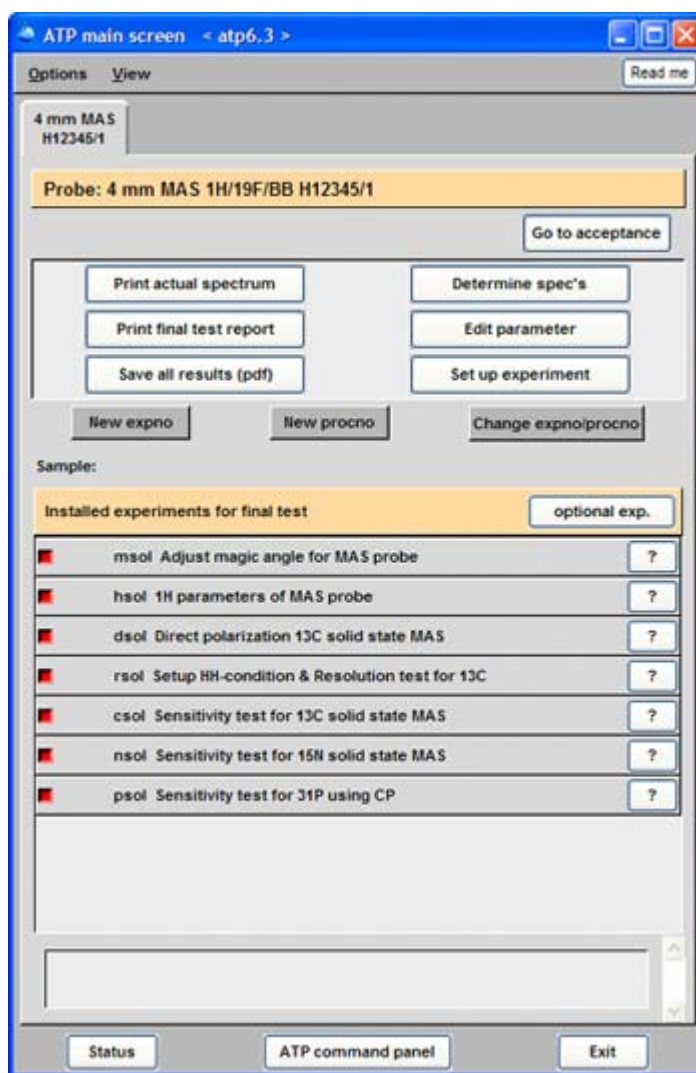 ATP main screen < atp6.3 >
Options View Read me
4 mm MAS
H12345/1
Probe: 4 mm MAS 1H/19F/BB H12345/1
Go to acceptance
Print actual spectrum Determine spec's
Print final test report Edit parameter
Save all results (pdf) Set up experiment
New expno New procno Change expno/procno
Sample:
Installed experiments for final test optional exp.
msol Adjust magic angle for MAS probe ?
hsol 1H parameters of MAS probe ?
dsol Direct polarization 13C solid state MAS ?
rsol Setup HH-condition & Resolution test for 13C ?
csol Sensitivity test for 13C solid state MAS ?
nsol Sensitivity test for 15N solid state MAS ?
psol Sensitivity test for 31P using CP ?
Status ATP command panel Exit